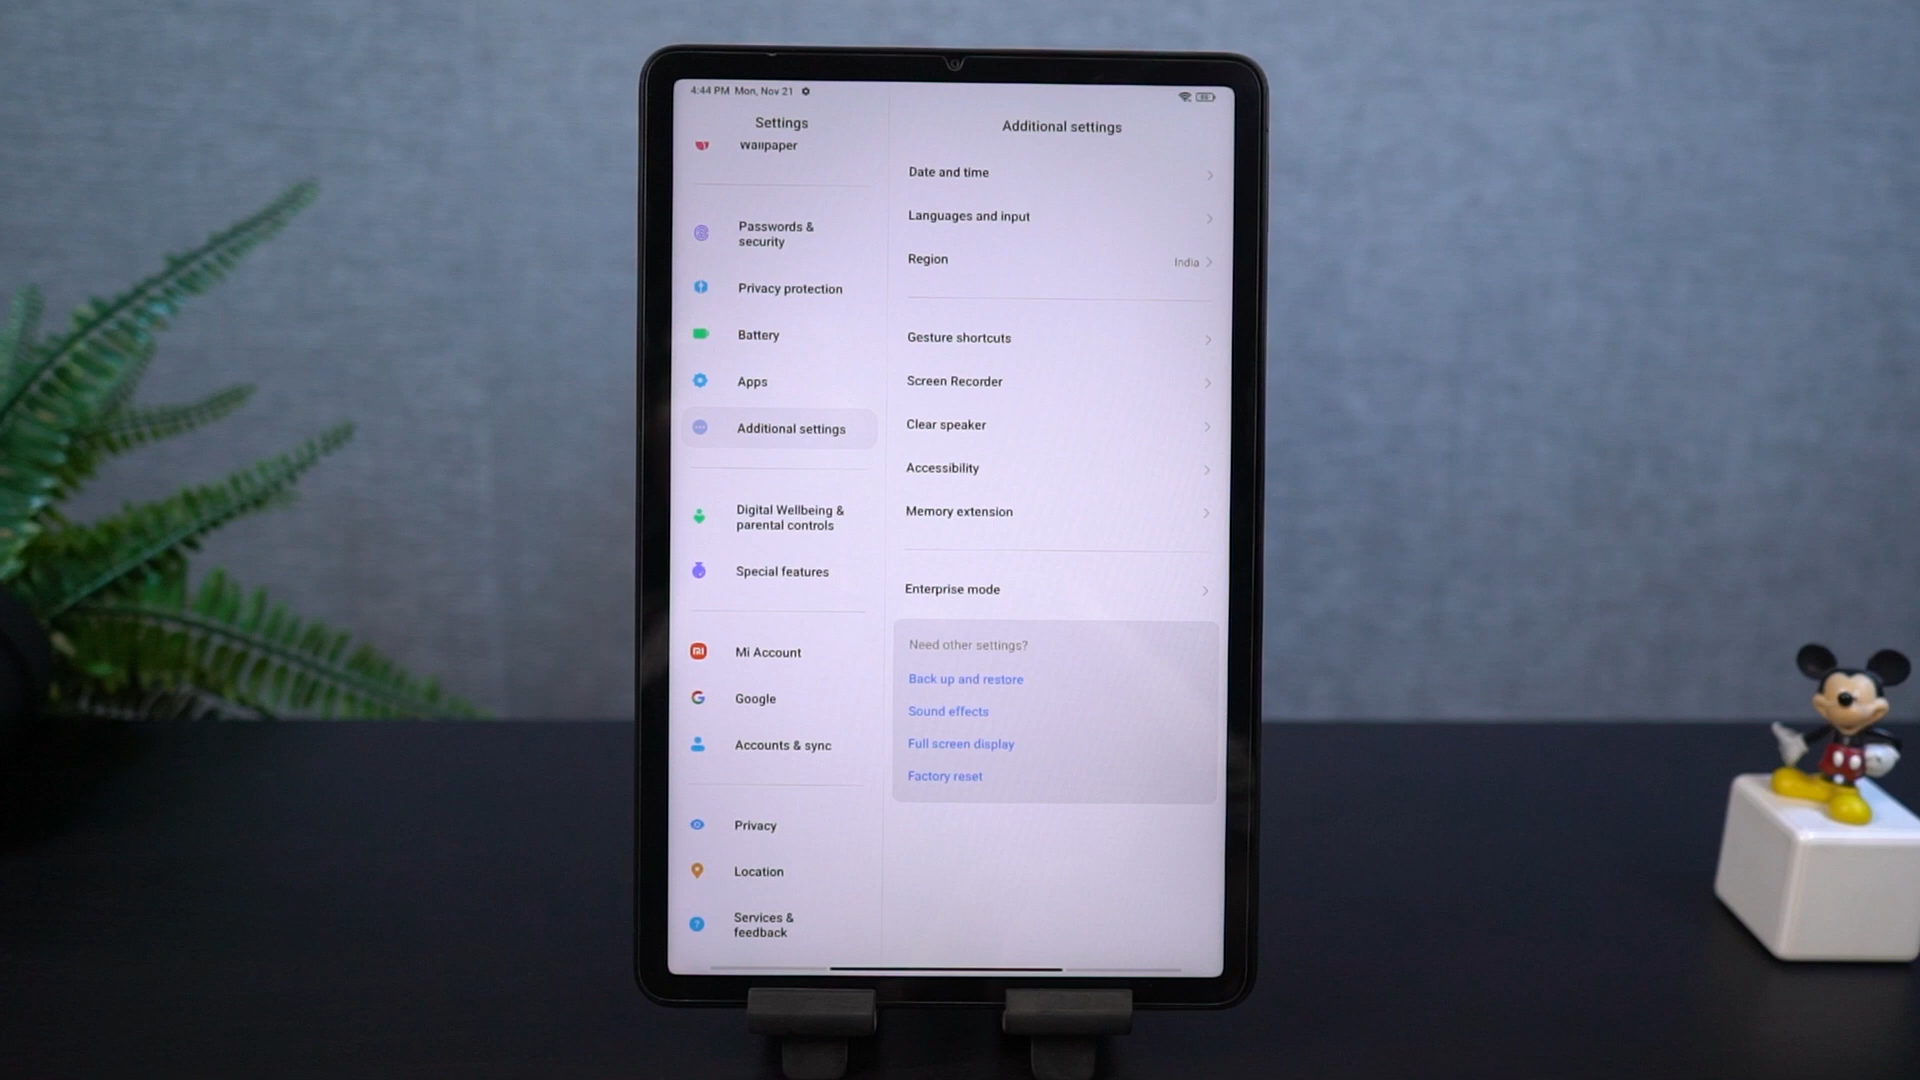 4:44 PM Mon, Nov 21
Settings
Wallpaper
Passwords &
security
Privacy protection
Battery
Apps
Additional settings
Digital Wellbeing &
parental controls
Special features
Mi Account
Google
Accounts & sync
Privacy
Location
Services &
feedback
Additional settings
Date and time
Languages and input
Region
India
Gesture shortcuts
Screen Recorder
Clear speaker
Accessibility
Memory extension
Enterprise mode
Need other settings?
Back up and restore
Sound effects
Full screen display
Factory reset